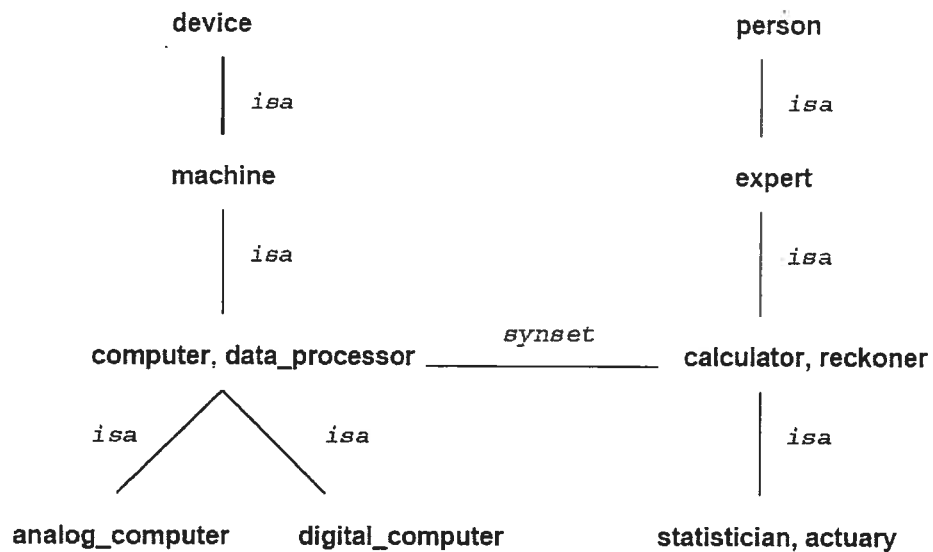 device person
isa isa
machine expert
isa isa
synset
computer, data_processor calculator, reckoner
isa isa isa
analog_computer digital_computer statistician, actuary